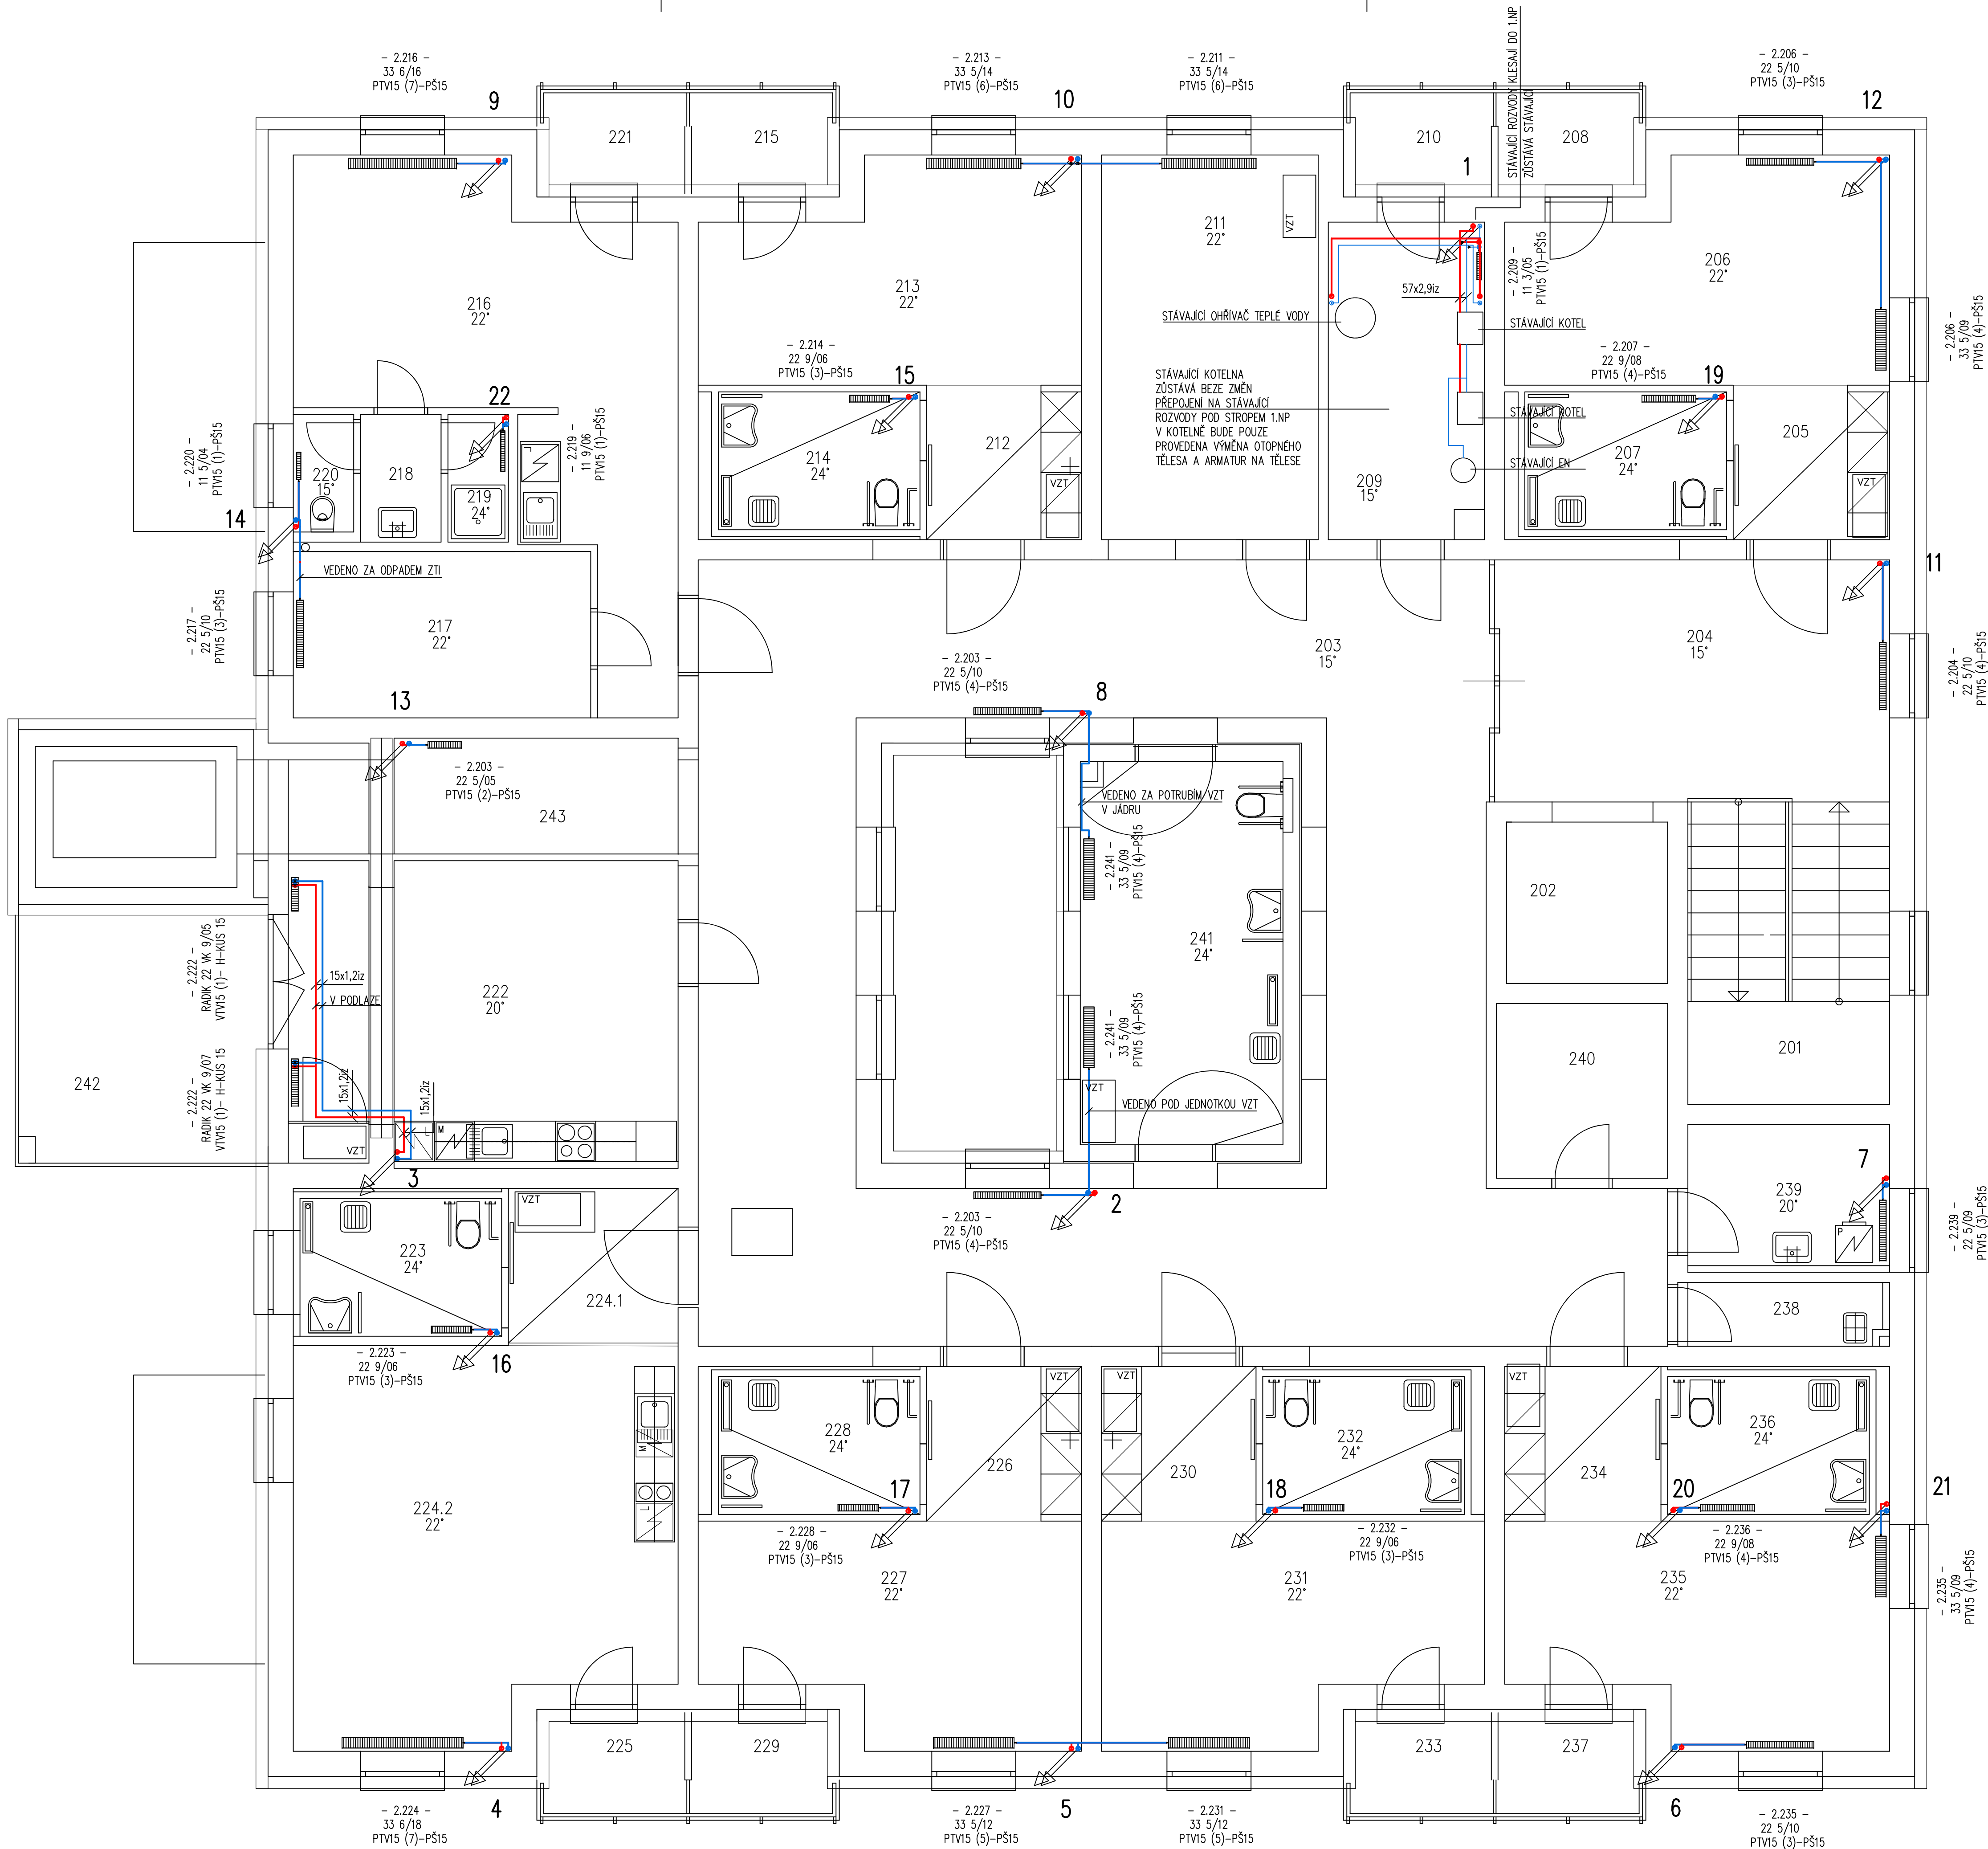 STÁVAJÍCÍ ROZVODY KLESAJÍ DO 1.NP
ZŮSTÁVÁ STÁVAJÍCÍ
- 2.216 -
33 6/16
PTV15 (7)-PŠ15
9
- 2.213 -
33 5/14
PTV15 (6)-PŠ15
10
- 2.211 -
33 5/14
PTV15 (6)-PŠ15
- 2.206 -
22 5/10
PTV15 (3)-PŠ15
12
221
215
210
208
1
211
22°
VZT
216
22°
213
22°
206
22°
- 2.209 -
11 3/05
PTV15 (1)-PŠ15
57x2,9iz
STÁVAJÍCÍ OHŘÍVAČ TEPLÉ VODY
STÁVAJÍCÍ KOTEL
- 2.206 -
33 5/09
PTV15 (4)-PŠ15
- 2.214 -
22 9/06
PTV15 (3)-PŠ15
15
- 2.207 -
22 9/08
PTV15 (4)-PŠ15
19
STÁVAJÍCÍ KOTELNA
ZŮSTÁVÁ BEZE ZMĚN
PŘEPOJENÍ NA STÁVAJÍCÍ
ROZVODY POD STROPEM 1.NP
V KOTELNĚ BUDE POUZE
PROVEDENA VÝMĚNA OTOPNÉHO
TĚLESA A ARMATUR NA TĚLESE
STÁVAJÍCÍ KOTEL
STÁVAJÍCÍ EN
22
- 2.220 -
11 5/04
PTV15 (1)-PŠ15
- 2.219 -
11 9/06
PTV15 (1)-PŠ15
220
15°
218
219
24°
214
24°
212
VZT
209
15°
207
24°
205
VZT
14
VEDENO ZA ODPADEM ZTI
11
- 2.217 -
22 5/10
PTV15 (3)-PŠ15
217
22°
203
15°
204
15°
- 2.204 -
22 5/10
PTV15 (4)-PŠ15
13
- 2.203 -
22 5/10
PTV15 (4)-PŠ15
8
- 2.203 -
22 5/05
PTV15 (2)-PŠ15
243
VEDENO ZA POTRUBÍM VZT
V JÁDRU
- 2.241 -
33 5/09
PTV15 (4)-PŠ15
202
241
24°
- 2.222 -
RADIK 22 VK 9/05
VTV15 (1)- H-KUS 15
15x1,2iz
V PODLAZE
222
20°
- 2.241 -
33 5/09
PTV15 (4)-PŠ15
242
- 2.222 -
RADIK 22 VK 9/07
VTV15 (1)- H-KUS 15
15x1,2iz
15x1,2iz
240
201
VZT
VEDENO POD JEDNOTKOU VZT
VZT
L
M
3
2
7
239
20°
P
- 2.239 -
22 5/09
PTV15 (3)-PŠ15
- 2.203 -
22 5/10
PTV15 (4)-PŠ15
VZT
223
24°
224.1
238
- 2.223 -
22 9/06
PTV15 (3)-PŠ15
16
VZT
VZT
VZT
228
24°
226
230
232
24°
234
236
24°
M
L
17
18
20
21
224.2
22°
- 2.228 -
22 9/06
PTV15 (3)-PŠ15
- 2.232 -
22 9/06
PTV15 (3)-PŠ15
- 2.236 -
22 9/08
PTV15 (4)-PŠ15
227
22°
231
22°
235
22°
- 2.235 -
33 5/09
PTV15 (4)-PŠ15
225
229
233
237
- 2.224 -
33 6/18
PTV15 (7)-PŠ15
4
- 2.227 -
33 5/12
PTV15 (5)-PŠ15
5
- 2.231 -
33 5/12
PTV15 (5)-PŠ15
6
- 2.235 -
22 5/10
PTV15 (3)-PŠ15